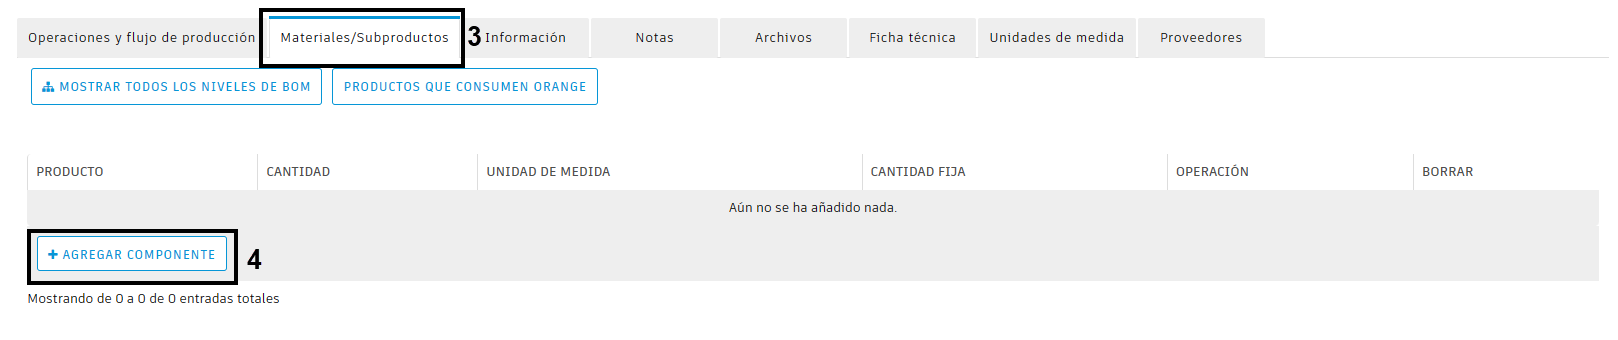 Operaciones y flujo de producción Materiales/Subproductos 3 Información Notas Archivos Ficha técnica Unidades de medida Proveedores
MOSTRAR TODOS LOS NIVELES DE BOM PRODUCTOS QUE CONSUMEN ORANGE
PRODUCTO CANTIDAD UNIDAD DE MEDIDA CANTIDAD FIJA OPERACIÓN BORRAR
Aún no se ha añadido nada.
+ AGREGAR COMPONENTE 4
Mostrando de 0 a 0 de 0 entradas totales